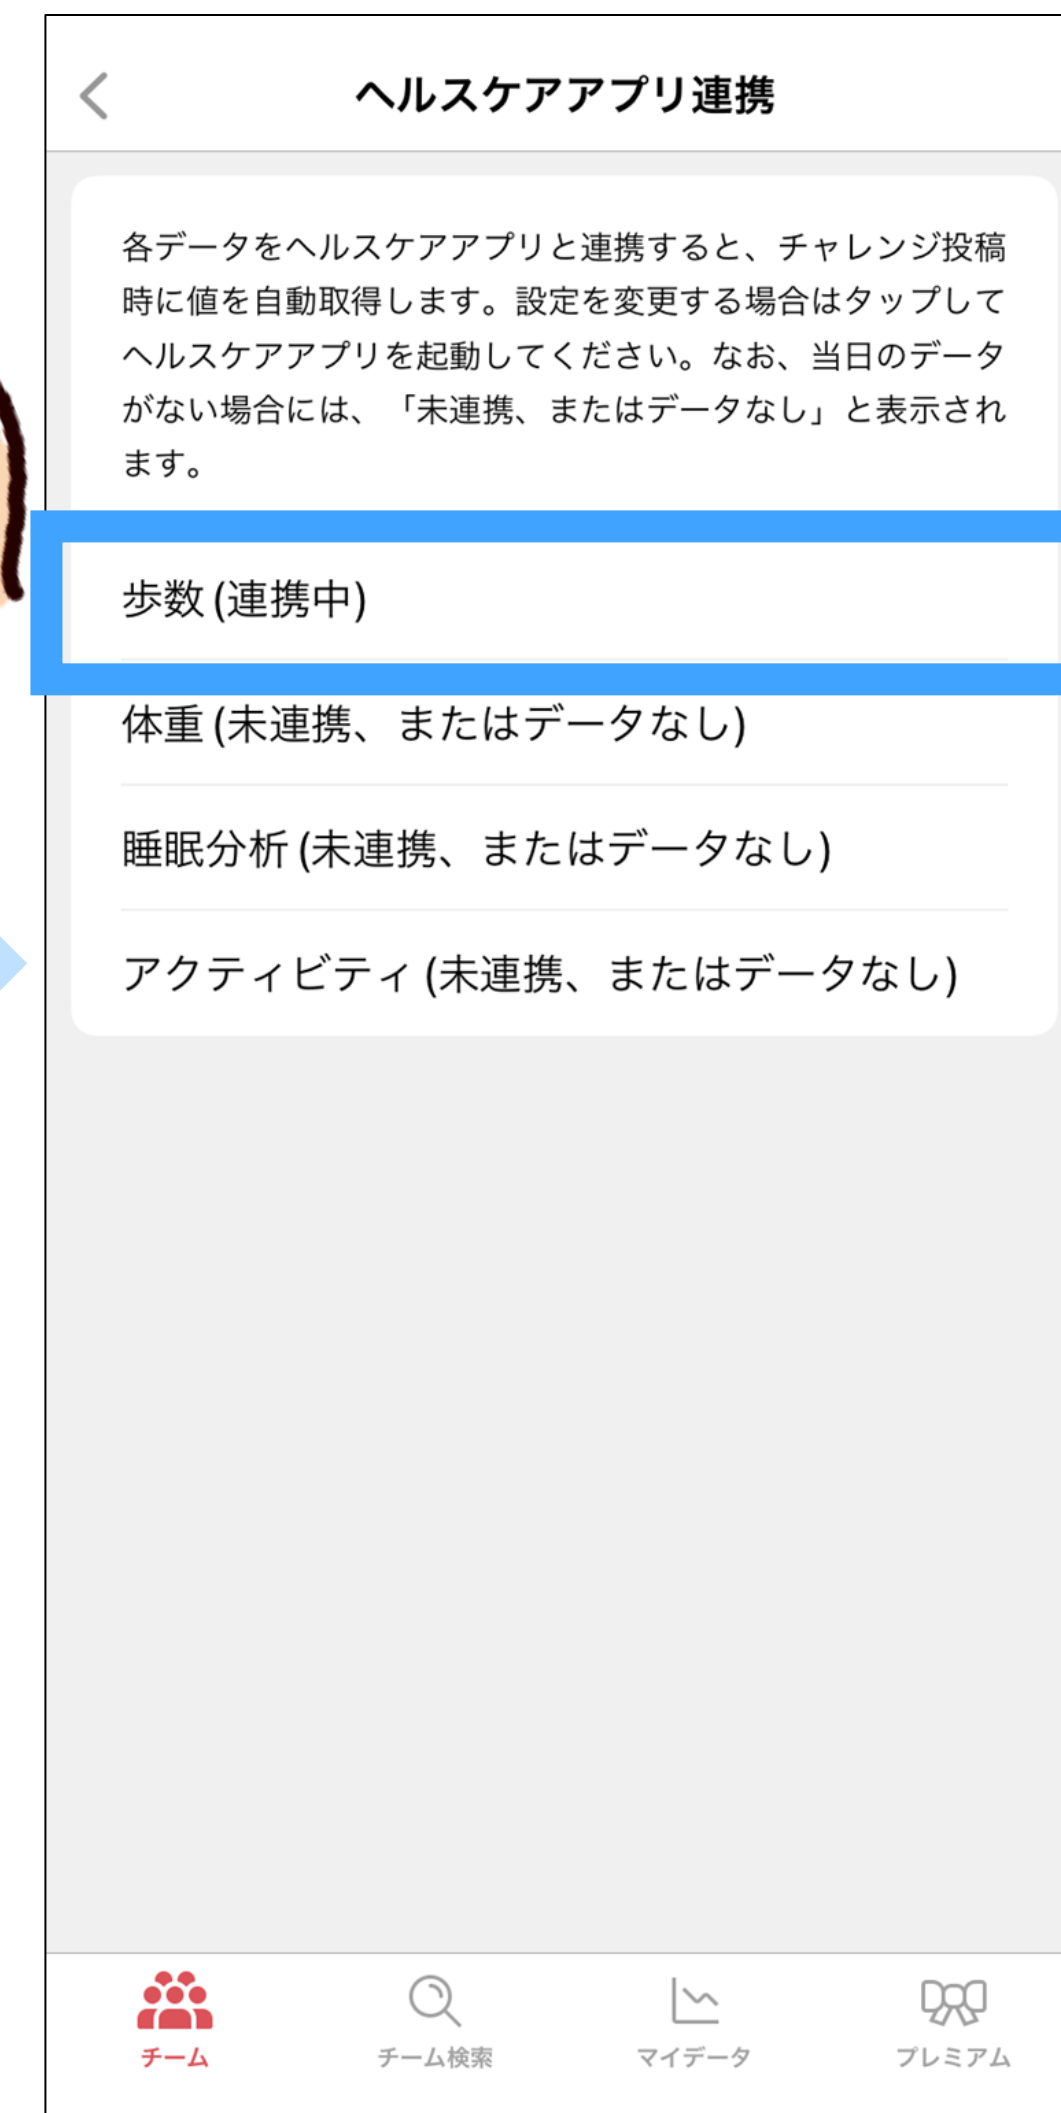 ヘルスケアアプリ連携
各データをヘルスケアアプリと連携すると、チャレンジ投稿
時に値を自動取得します。設定を変更する場合はタップして
ヘルスケアアプリを起動してください。なお、当日のデータ
がない場合には、「未連携、またはデータなし」と表示され
ます。
歩数(連携中)
体重(未連携、またはデータなし)
睡眠分析(未連携、またはデータなし)
アクティビティ(未連携、またはデータなし)
チーム
チーム検索
マイデータ
プレミアム